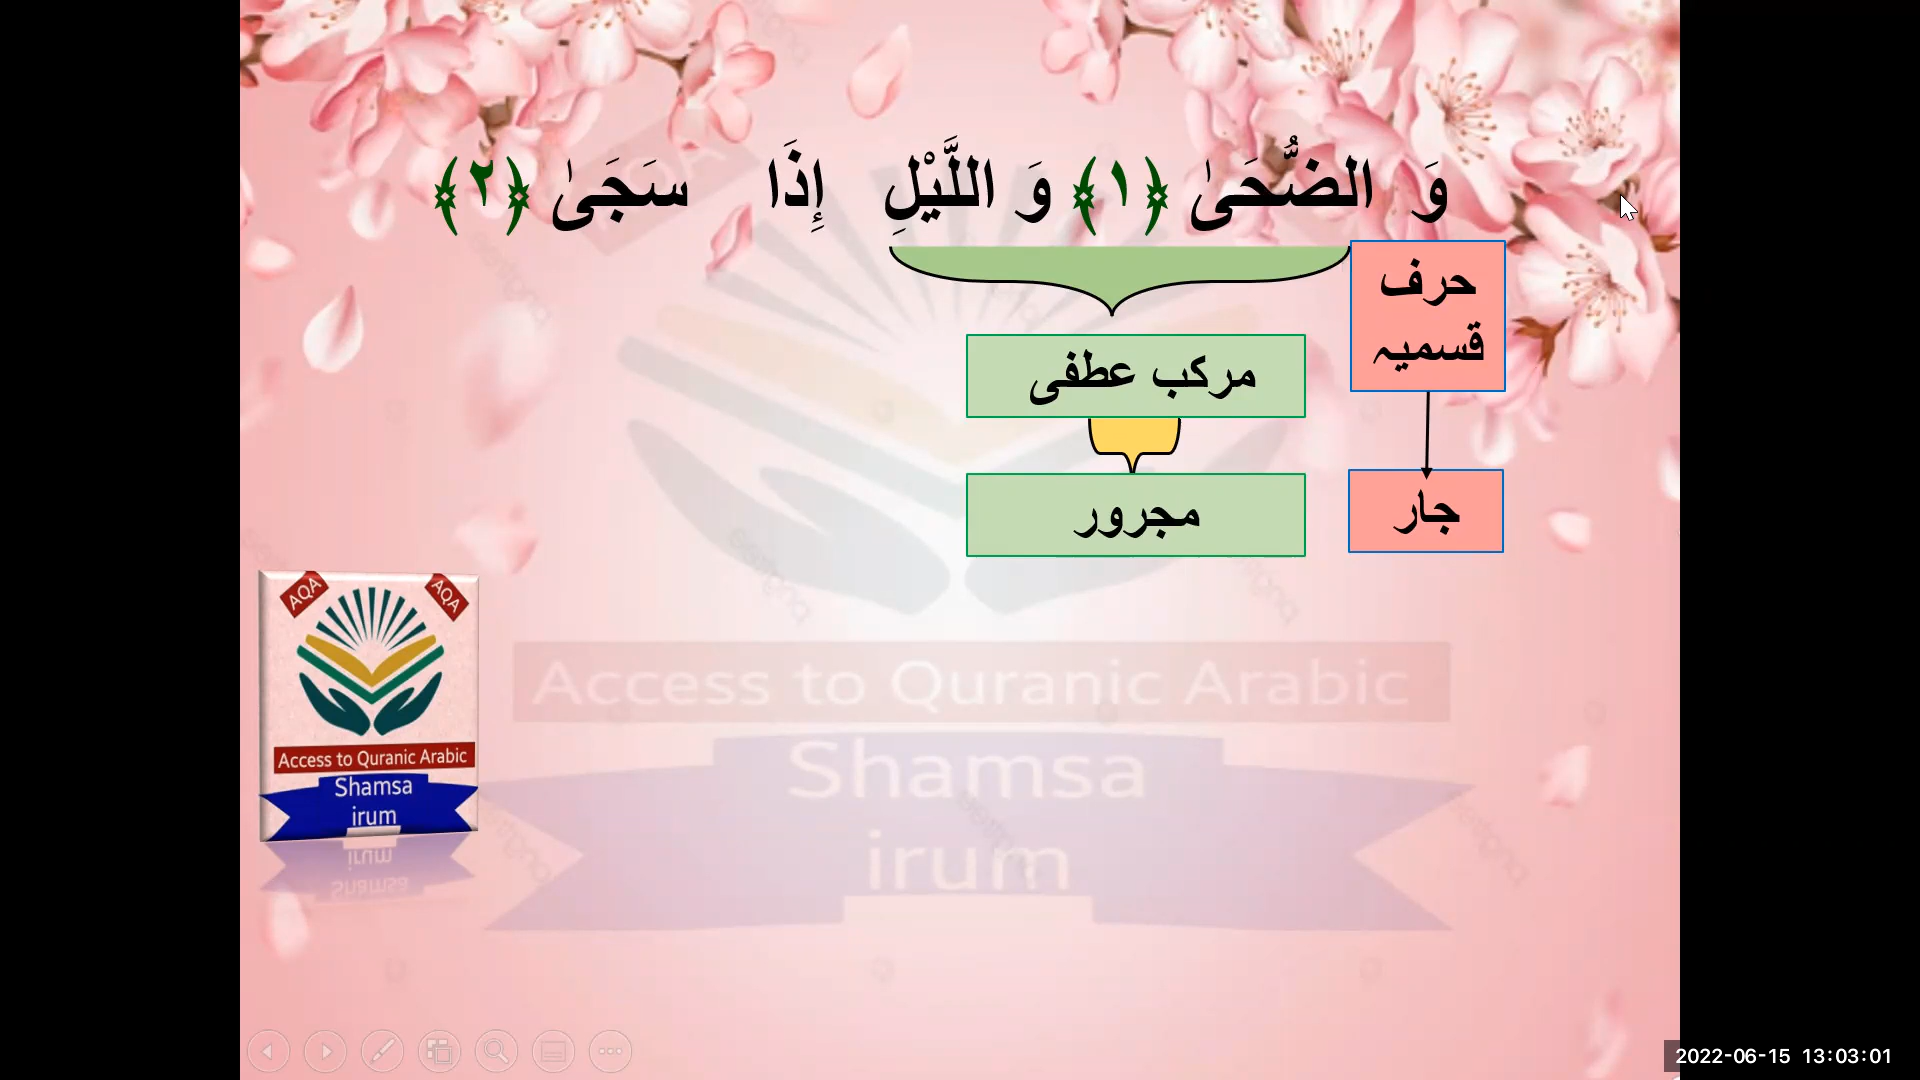 وَ الضُّحَىٰ ﴿١﴾ وَ اللَّيْلِ إِذَا سَجَىٰ ﴿٢﴾
حرف
قسمیہ
مرکب عطفی
مجرور
جار
AQA
AQA
Access to Quranic Arabic
Shamsa
irum
Access to Quranic Arabic
Shamsa
irum
2022-06-15 13:03:01